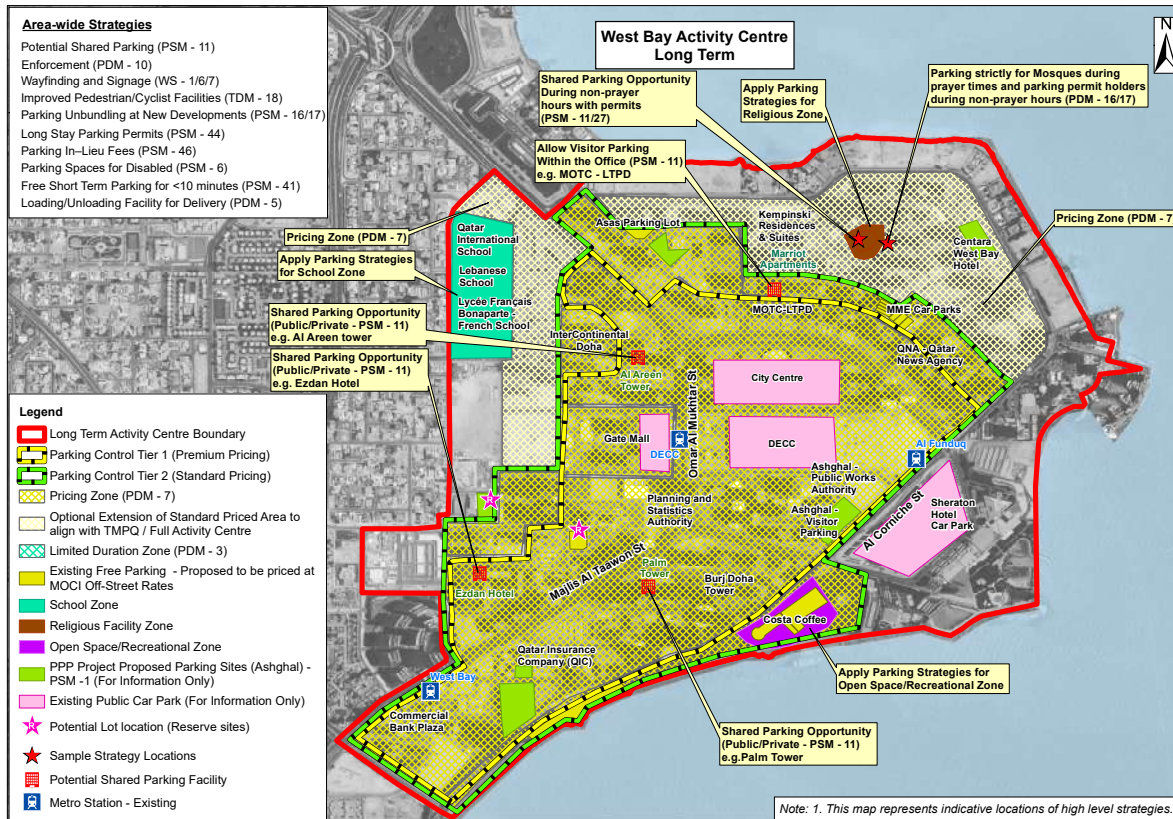 Area-wide Strategies
Potential Shared Parking (PSM - 11)
Enforcement (PDM - 10)
Wayfinding and Signage (WS - 1/6/7)
Improved Pedestrian/Cyclist Facilities (TDM - 18)
Parking Unbundling at New Developments (PSM - 16/17)
Long Stay Parking Permits (PSM - 44)
Parking In–Lieu Fees (PSM - 46)
Parking Spaces for Disabled (PSM - 6)
Free Short Term Parking for <10 minutes (PSM - 41)
Loading/Unloading Facility for Delivery (PDM - 5)
West Bay Activity Centre
Long Term
N
Shared Parking Opportunity
During non-prayer
hours with permits
(PSM - 11/27)
Apply Parking
Strategies for
Religious Zone
Parking strictly for Mosques during
prayer times and parking permit holders
during non-prayer hours (PDM - 16/17)
Allow Visitor Parking
Within the Office (PSM - 11)
e.g. MOTC - LTPD
Pricing Zone (PDM - 7)
Pricing Zone (PDM - 7
Apply Parking Strategies
for School Zone
Shared Parking Opportunity
(Public/Private - PSM - 11)
e.g. Al Areen tower
Shared Parking Opportunity
(Public/Private - PSM - 11)
e.g. Ezdan Hotel
Qatar
International
School
Lebanese
School
Lycée Français
Bonaparte -
French School
Asas Parking Lot
Kempinski
Residences
& Suites
Marriot
Apartments
Centara
West Bay
Hotel
MOTC-LTPD
MME Car Parks
InterContinental
Doha
QNA - Qatar
News Agency
Al Areen
Tower
City Centre
Omar Al Mukhtar St
Gate Mall
DECC
DECC
Al Funduq
Ashghal -
Public Works
Authority
Planning and
Statistics
Authority
Ashghal -
Visitor
Parking
Al Corniche St
Sheraton
Hotel
Car Park
R
R
Majlis Al Taawon St
Ezdan Hotel
Palm
Tower
Burj Doha
Tower
Costa Coffee
Qatar Insurance
Company (QIC)
West Bay
Commercial
Bank Plaza
Apply Parking Strategies for
Open Space/Recreational Zone
Shared Parking Opportunity
(Public/Private - PSM - 11)
e.g.Palm Tower
Legend
Long Term Activity Centre Boundary
Parking Control Tier 1 (Premium Pricing)
Parking Control Tier 2 (Standard Pricing)
Pricing Zone (PDM - 7)
Optional Extension of Standard Priced Area to
align with TMPQ / Full Activity Centre
Limited Duration Zone (PDM - 3)
Existing Free Parking - Proposed to be priced at
MOCI Off-Street Rates
School Zone
Religious Facility Zone
Open Space/Recreational Zone
PPP Project Proposed Parking Sites (Ashghal) -
PSM -1 (For Information Only)
Existing Public Car Park (For Information Only)
R
Potential Lot location (Reserve sites)
Sample Strategy Locations
Potential Shared Parking Facility
Metro Station - Existing
Note: 1. This map represents indicative locations of high level strategies.